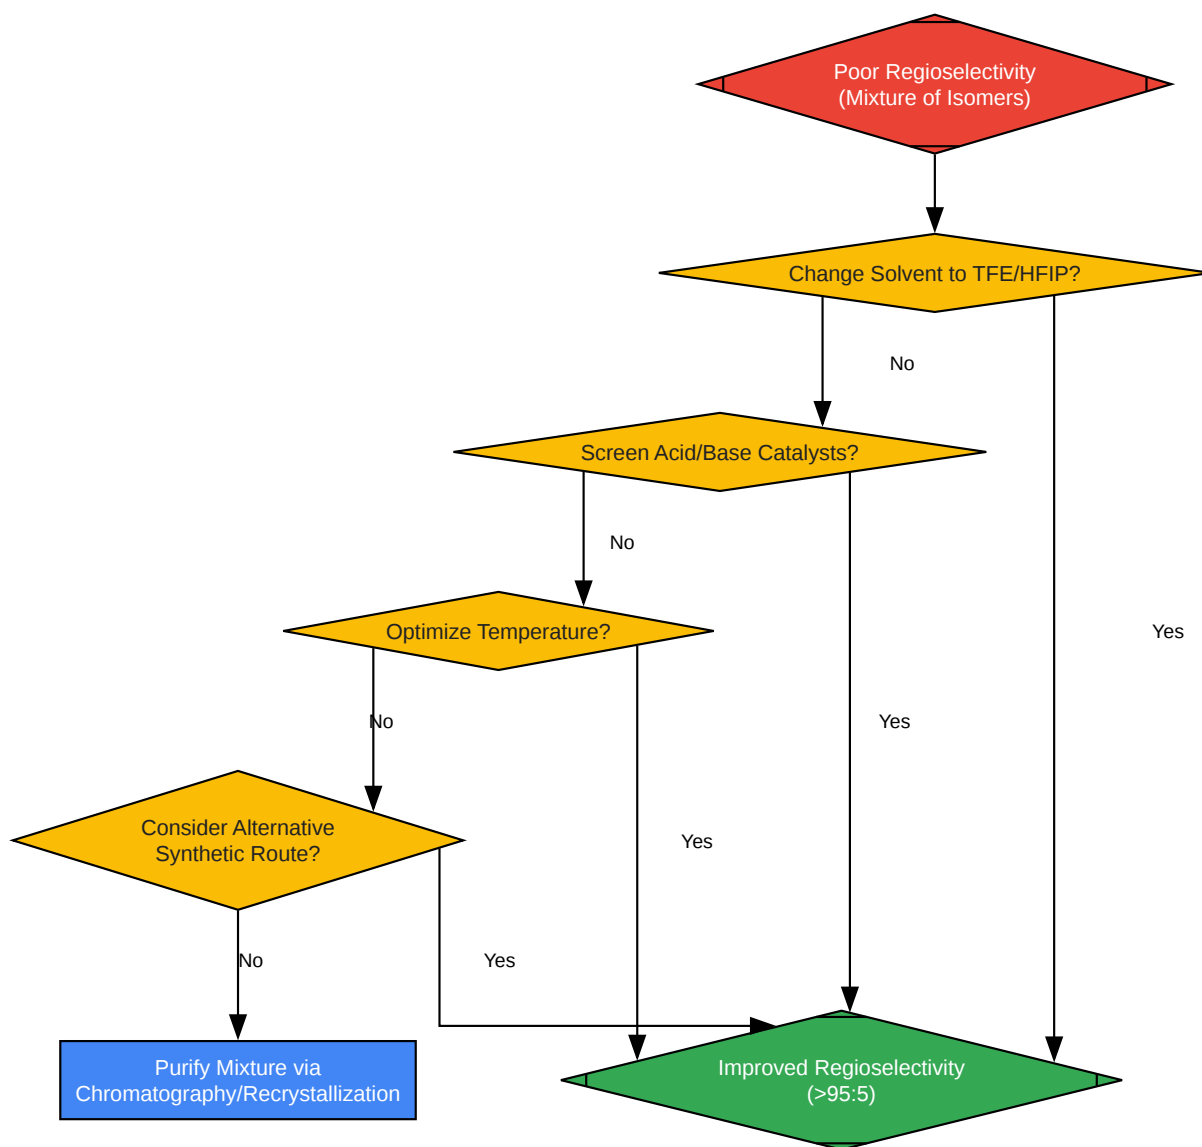 Poor Regioselectivity
(Mixture of Isomers)
Change Solvent to TFE/HFIP?
No
Screen Acid/Base Catalysts?
No
Optimize Temperature?
Yes
No
Yes
Consider Alternative
Synthetic Route?
Yes
No
Yes
Purify Mixture via
Chromatography/Recrystallization
Improved Regioselectivity
(>95:5)